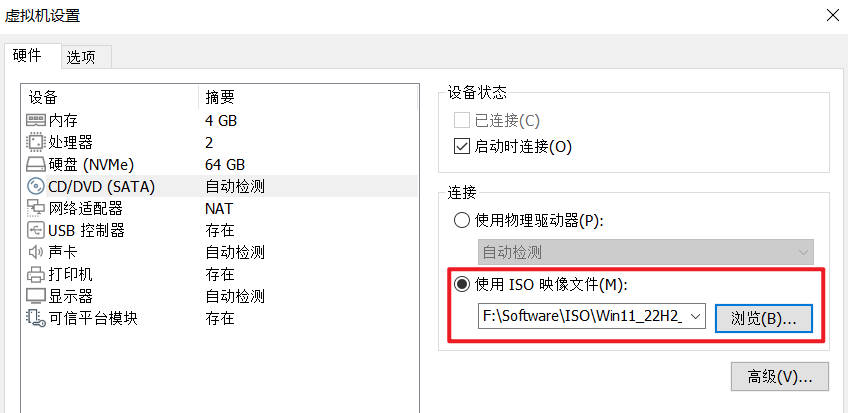 虚拟机设置
硬件 选项
设备 摘要
内存 4 GB
处理器 2
硬盘 (NVMe) 64 GB
CD/DVD (SATA) 自动检测
网络适配器 NAT
USB 控制器 存在
声卡 自动检测
打印机 存在
显示器 自动检测
可信平台模块 存在
设备状态
已连接(C)
启动时连接(O)
连接
使用物理驱动器(P):
自动检测
使用 ISO 映像文件(M):
F:\Software\ISO\Win11_22H2_
浏览(B)...
高级(V)...